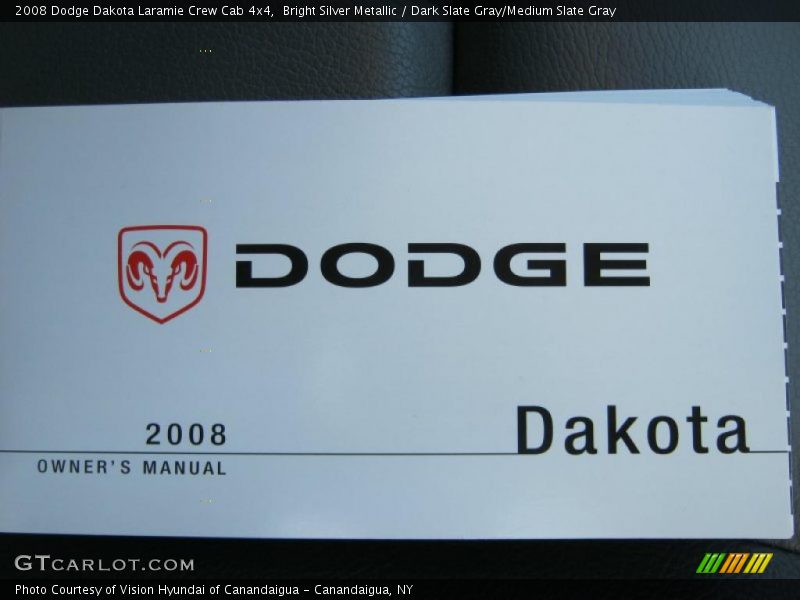 2008 Dodge Dakota Laramie Crew Cab 4x4,  Bright Silver Metallic / Dark Slate Gray/Medium Slate Gray
DODGE
2008
Dakota
OWNER'S MANUAL
GTCARLOT.COM
Photo Courtesy of Vision Hyundai of Canandaigua - Canandaigua, NY